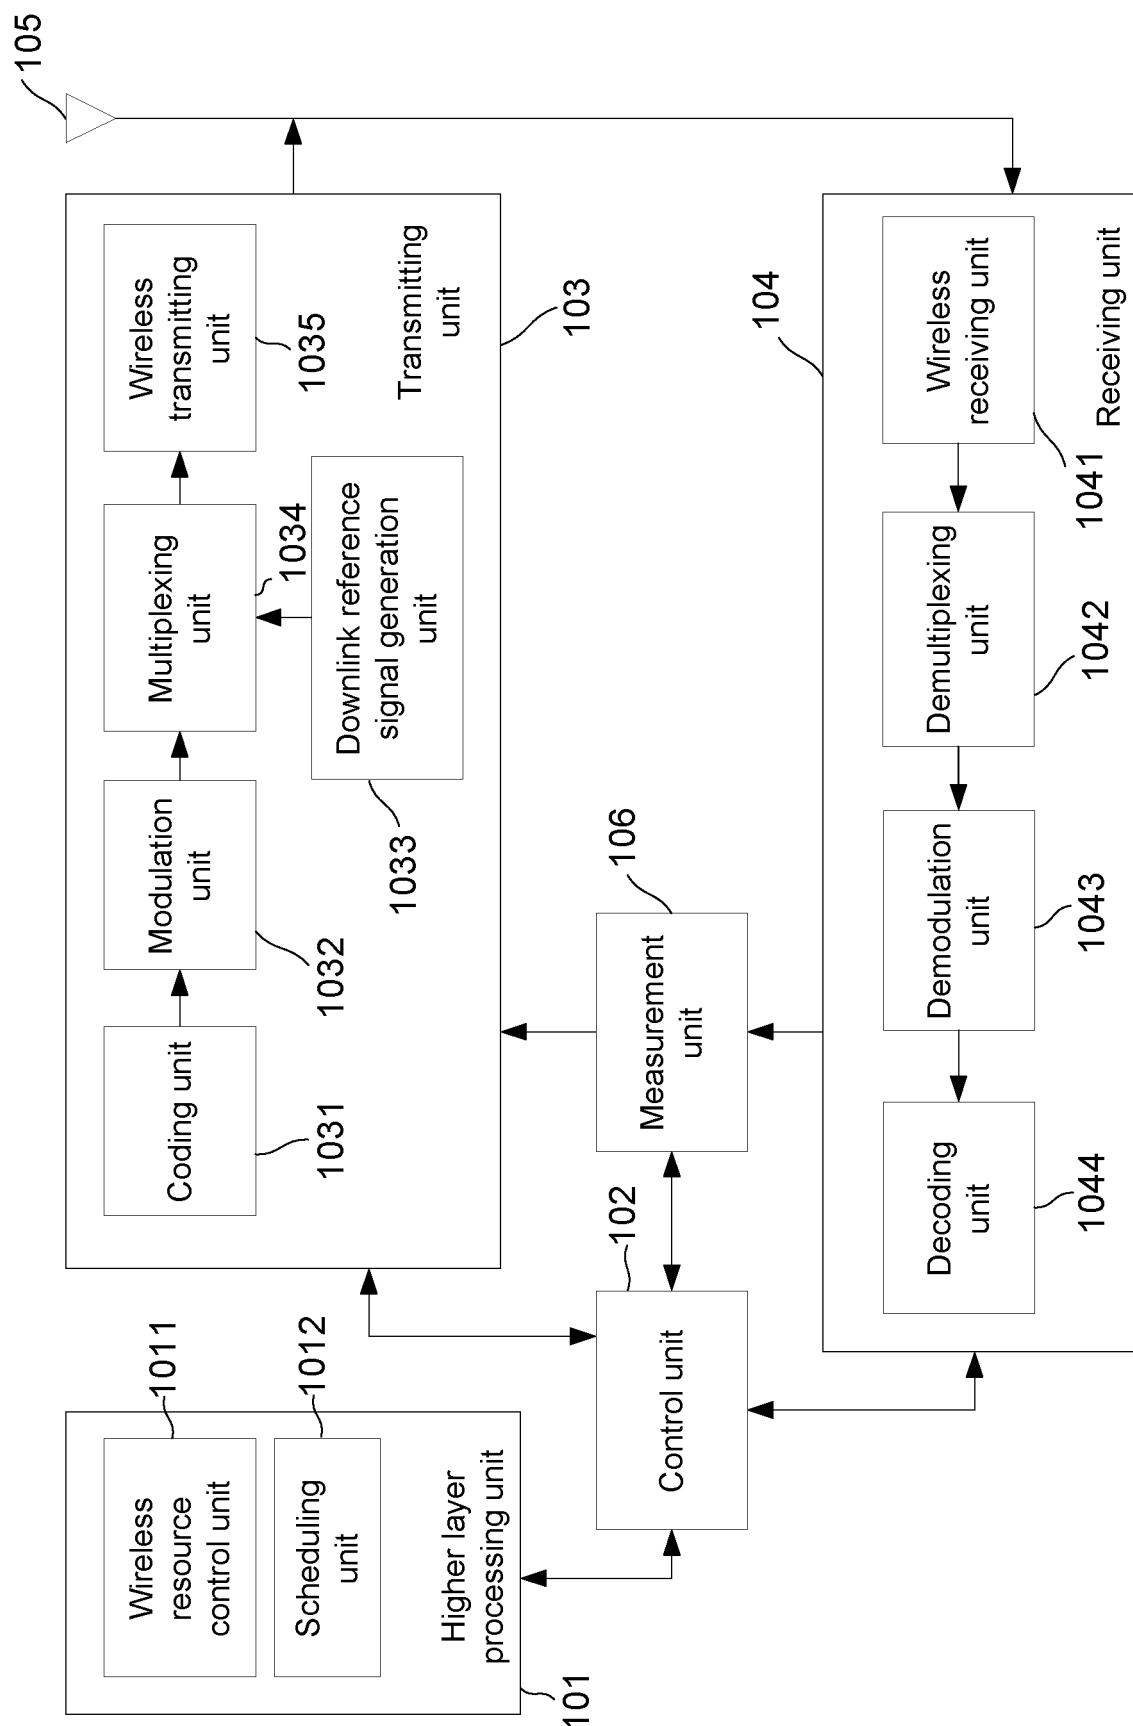 101
Higher layer
processing unit
Wireless
resource
control unit
1011
Scheduling
unit
1012
Control unit
102
Measurement
unit
106
Transmitting
unit
103
Coding unit
1031
Modulation
unit
1032
Downlink reference
signal generation
unit
1033
Multiplexing
unit
1034
Wireless
transmitting
unit
1035
105
104
Receiving unit
Wireless
receiving unit
1041
Demultiplexing
unit
1042
Demodulation
unit
1043
Decoding
unit
1044